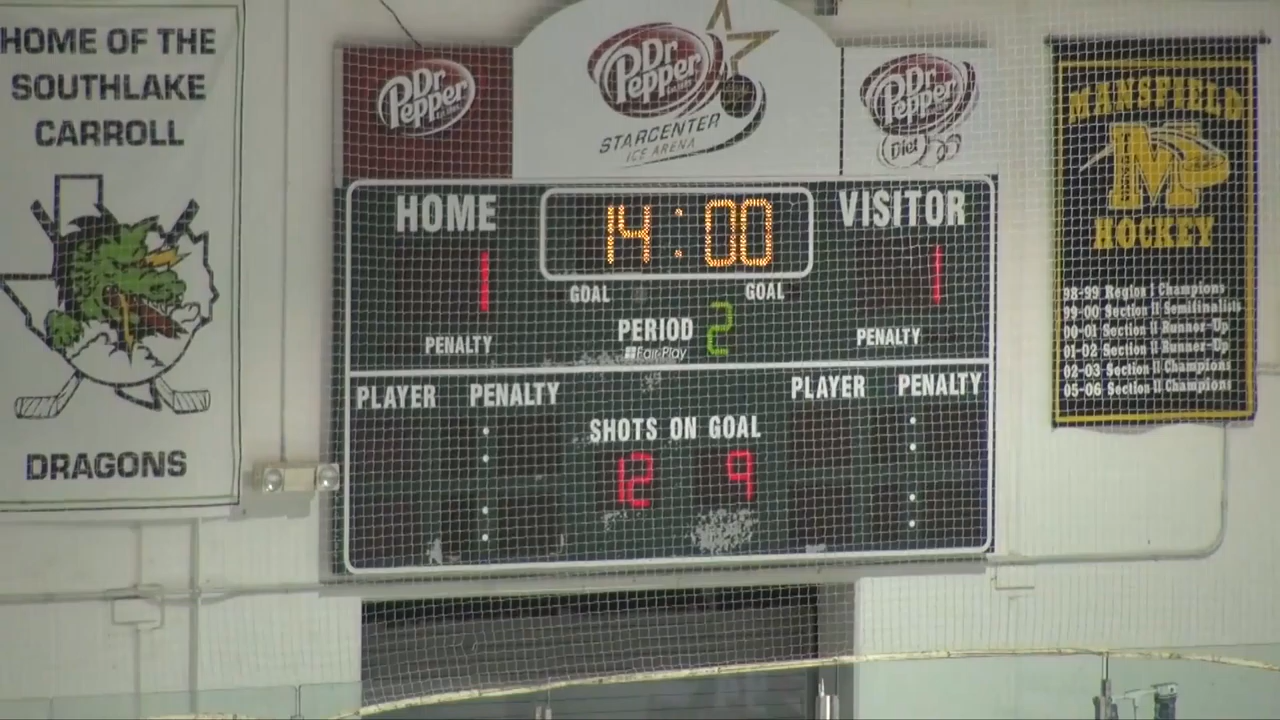 HOME OF THE
SOUTHLAKE
CARROLL
DRAGONS
Dr Pepper
Dr Pepper
STARCENTER
ICE ARENA
Dr Pepper
Diet
HOME
14:00
VISITOR
1
1
GOAL
GOAL
PERIOD 2
Fair-Play
PENALTY
PENALTY
PLAYER PENALTY
PLAYER PENALTY
SHOTS ON GOAL
12 9
MANSFIELD
M
TIGERS
HOCKEY
98-99 Region I Champions
99-00 Section II Semifinalists
00-01 Section II Runner-Up
01-02 Section II Runner-Up
02-03 Section II Champions
05-06 Section II Champions